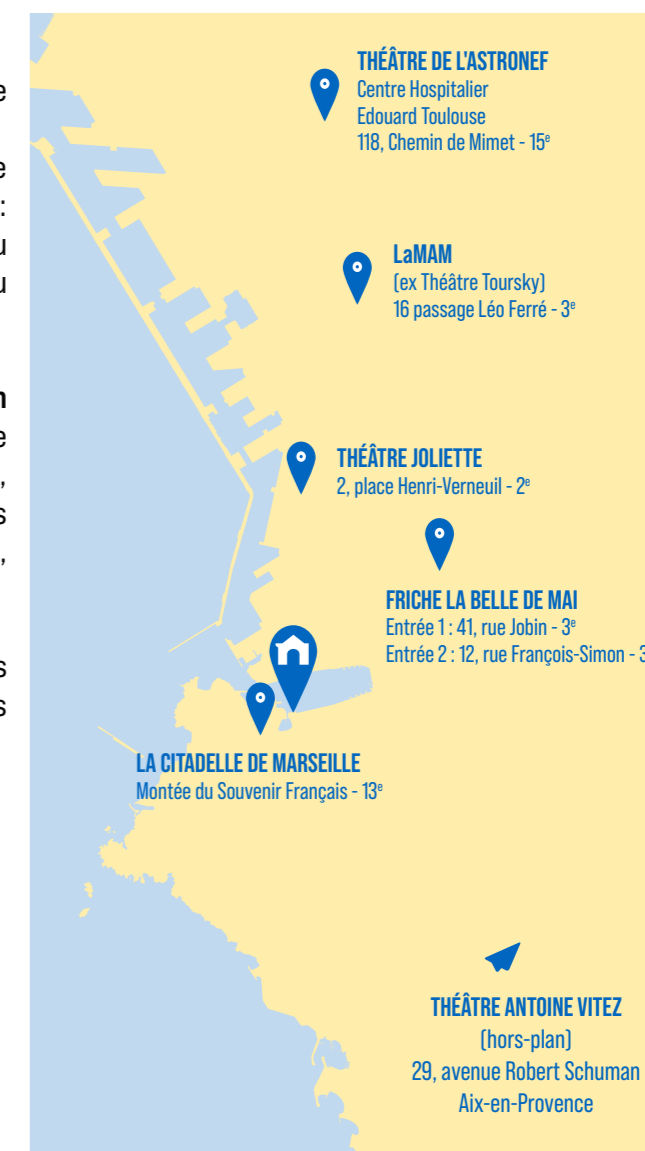 e
e
:
u
u
n
e
,
s
,
s
s
THÉÂTRE DE L'ASTRONEF
Centre Hospitalier
Edouard Toulouse
118, Chemin de Mimet - 15e
LaMAM
(ex Théâtre Toursky)
16 passage Léo Ferré - 3e
THÉÂTRE JOLIETTE
2, place Henri-Verneuil - 2e
FRICHE LA BELLE DE MAI
Entrée 1 : 41, rue Jobin - 3e
Entrée 2 : 12, rue François-Simon - 3
LA CITADELLE DE MARSEILLE
Montée du Souvenir Français - 13e
THÉÂTRE ANTOINE VITEZ
(hors-plan)
29, avenue Robert Schuman
Aix-en-Provence